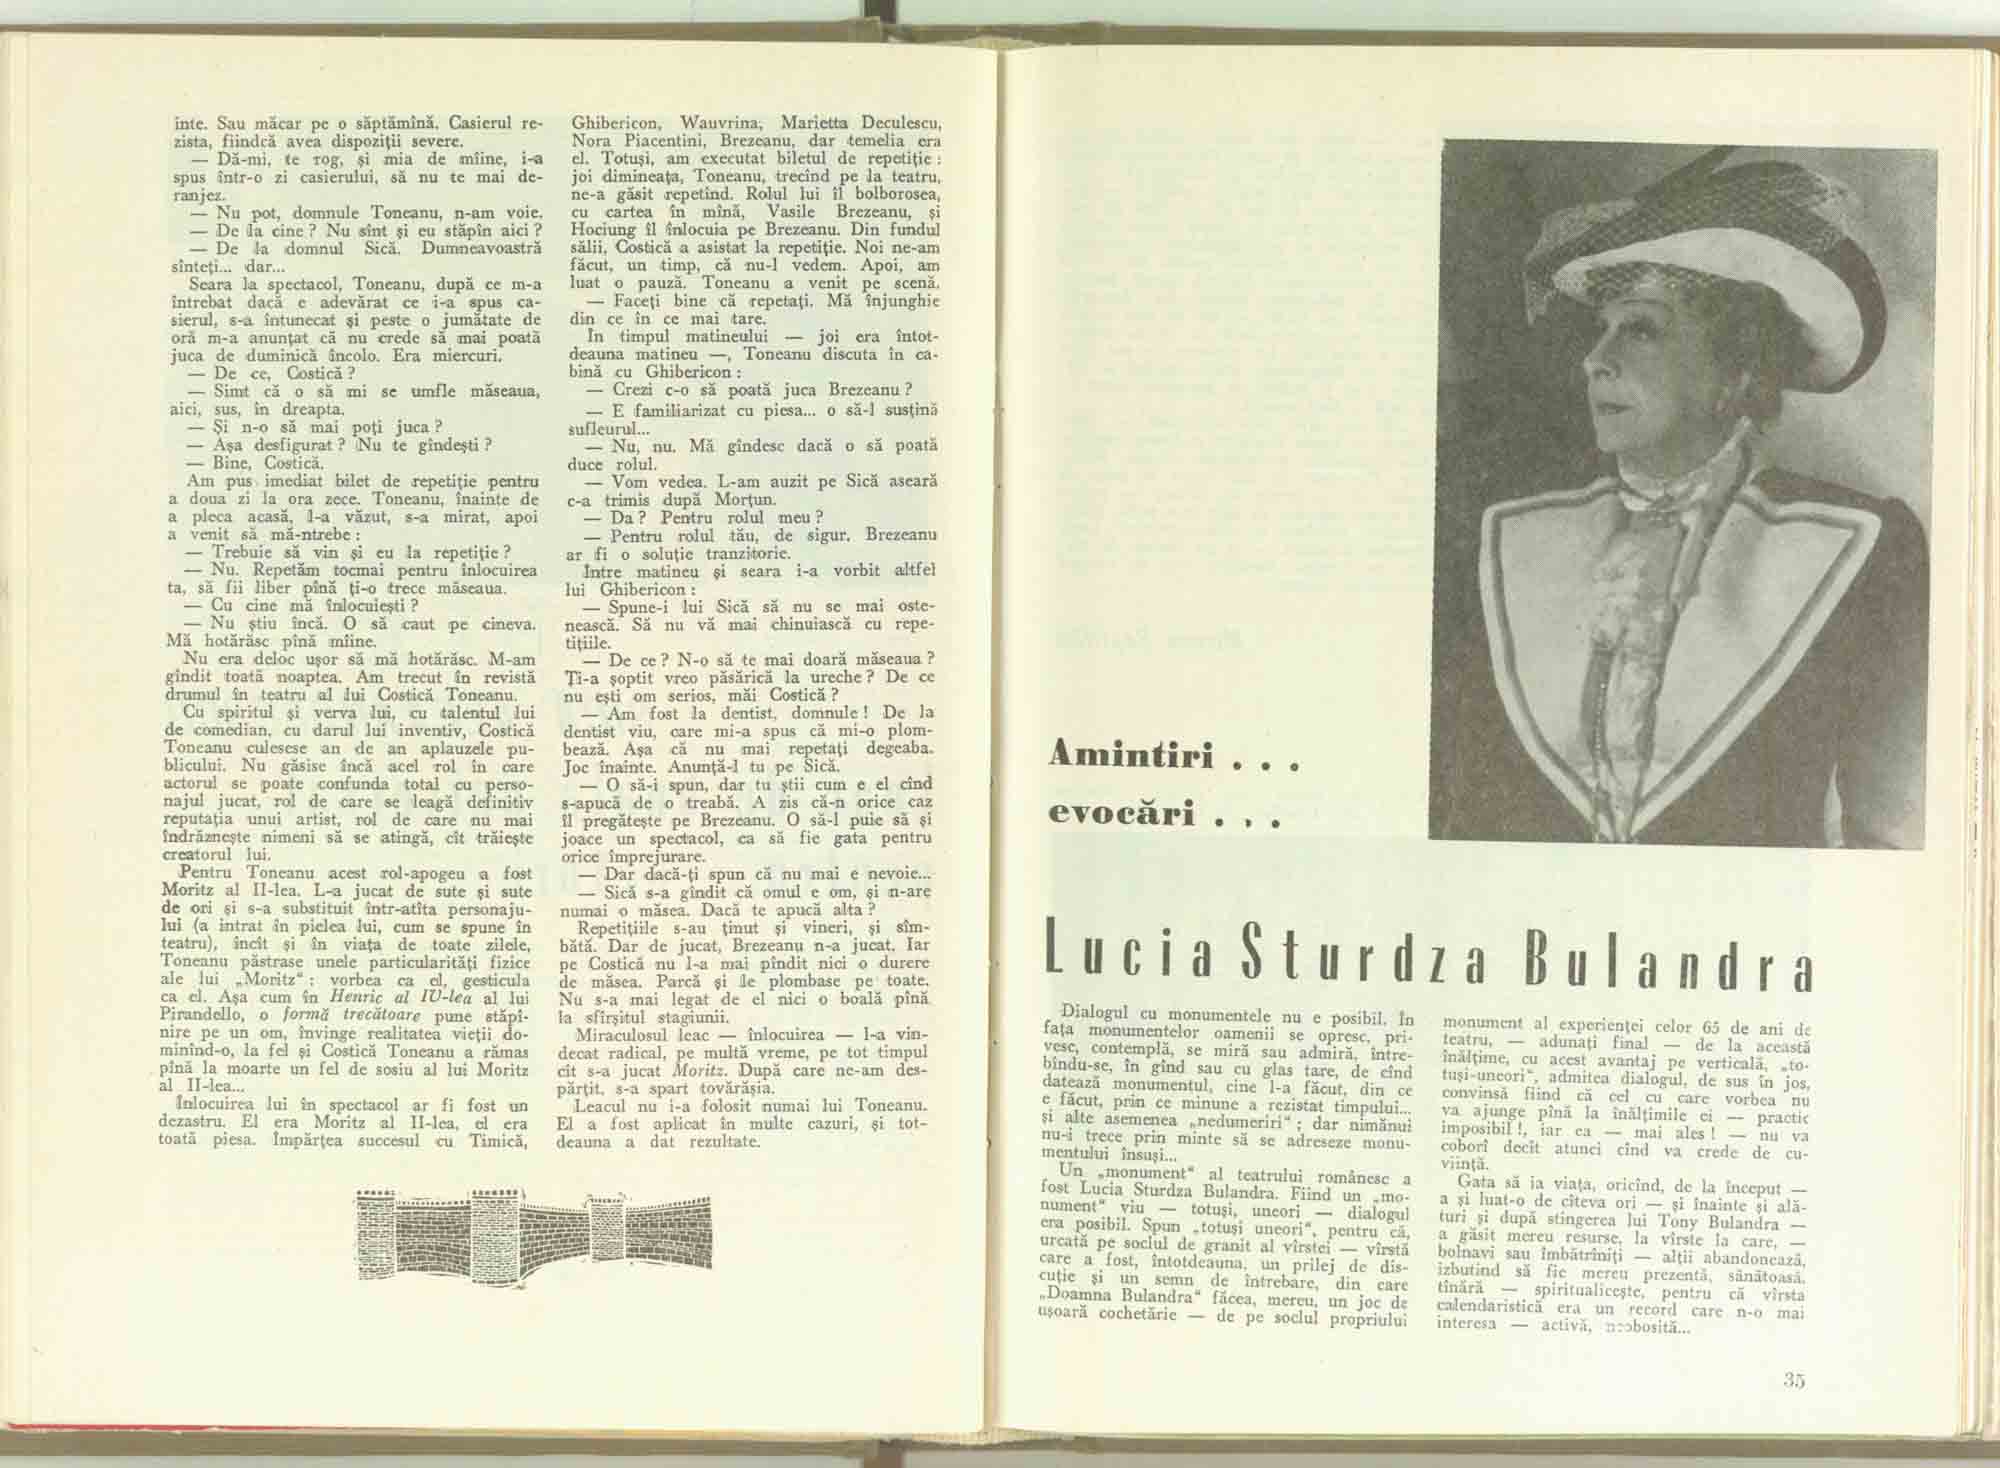 inte. Sau măcar pe o săptămînă. Casierul re-
zista, fiindcă avea dispoziții severe.
— Dă-mi, te rog, și mia de mîine, i-a
spus într-o zi casierului, să nu te mai de-
ranjez.
— Nu pot, domnule Toneanu, n-am voie.
— De la cine ? Nu sînt și eu stăpîn aici ?
— De la domnul Sică. Dumneavoastră
sînteți... dar...
Seara la spectacol, Toneanu, după ce m-a
întrebat dacă e adevărat ce i-a spus ca-
sierul, s-a întunecat și peste o jumătate de
oră m-a anunțat că nu crede să mai poată
juca de duminică încolo. Era miercuri.
— De ce, Costică ?
— Simt că o să mi se umfle măseaua,
aici, sus, în dreapta.
— Și n-o să mai poți juca ?
— Așa desfigurat ? Nu te gîndești ?
— Bine, Costică.
Am pus imediat bilet de repetiție pentru
a doua zi la ora zece. Toneanu, înainte de
a pleca acasă, l-a văzut, s-a mirat, apoi
a venit să mă-ntrebe :
— Trebuie să vin și eu la repetiție ?
— Nu. Repetăm tocmai pentru înlocuirea
ta, să fii liber pînă ți-o trece măseaua.
— Cu cine mă înlocuiești ?
— Nu știu încă. O să caut pe cineva.
Mă hotărăsc pînă mîine.
Nu era deloc ușor să mă hotărăsc. M-am
gîndit toată noaptea. Am trecut în revistă
drumul în teatru al lui Costică Toneanu.
Cu spiritul și verva lui, cu talentul lui
de comedian, cu darul lui inventiv, Costică
Toneanu culesese an de an aplauzele pu-
blicului. Nu găsise încă acel rol în care
actorul se poate confunda total cu perso-
najul jucat, rol de care se leagă definitiv
reputația unui artist, rol de care nu mai
îndrăznește nimeni să se atingă, cît trăiește
creatorul lui.
Pentru Toneanu acest rol-apogeu a fost
Moritz al II-lea. L-a jucat de sute și sute
de ori și s-a substituit într-atîta personaju-
lui (a intrat în pielea lui, cum se spune în
teatru), încît și în viața de toate zilele,
Toneanu păstrase unele particularități fizice
ale lui „Moritz“ : vorbea ca el, gesticula
ca el. Așa cum în Henric al IV-lea al lui
Pirandello, o formă trecătoare pune stăpî-
nire pe un om, învinge realitatea vieții do-
minînd-o, la fel și Costică Toneanu a rămas
pînă la moarte un fel de sosiu al lui Moritz
al II-lea...
Înlocuirea lui în spectacol ar fi fost un
dezastru. El era Moritz al II-lea, el era
toată piesa. Împărțea succesul cu Timică,
Ghibericon, Wauvrina, Marietta Deculescu,
Nora Piacentini, Brezeanu, dar temelia era
el. Totuși, am executat biletul de repetiție :
joi dimineața, Toneanu, trecînd pe la teatru,
ne-a găsit repetînd. Rolul lui îl bolborosea,
cu cartea în mînă, Vasile Brezeanu, și
Hociung îl înlocuia pe Brezeanu. Din fundul
sălii, Costică a asistat la repetiție. Noi ne-am
făcut, un timp, că nu-l vedem. Apoi, am
luat o pauză. Toneanu a venit pe scenă.
— Faceți bine că repetați. Mă înjunghie
din ce în ce mai tare.
În timpul matineului — joi era întot-
deauna matineu —, Toneanu discuta în ca-
bină cu Ghibericon :
— Crezi c-o să poată juca Brezeanu ?
— E familiarizat cu piesa... o să-l susțină
sufleurul...
— Nu, nu. Mă gîndesc dacă o să poată
duce rolul.
— Vom vedea. L-am auzit pe Sică aseară
c-a trimis după Morțun.
— Da ? Pentru rolul meu ?
— Pentru rolul tău, de sigur. Brezeanu
ar fi o soluție tranzitorie.
Între matineu și seara i-a vorbit altfel
lui Ghibericon :
— Spune-i lui Sică să nu se mai oste-
nească. Să nu vă mai chinuiască cu repe-
tițiile.
— De ce ? N-o să te mai doară măseaua ?
Ți-a șoptit vreo păsărică la ureche ? De ce
nu ești om serios, măi Costică ?
— Am fost la dentist, domnule ! De la
dentist viu, care mi-a spus că mi-o plom-
bează. Așa că nu mai repetați degeaba.
Joc înainte. Anunță-l tu pe Sică.
— O să-i spun, dar tu știi cum e el cînd
s-apucă de o treabă. A zis că-n orice caz
îl pregătește pe Brezeanu. O să-l puie să și
joace un spectacol, ca să fie gata pentru
orice împrejurare.
— Dar dacă-ți spun că nu mai e nevoie...
— Sică s-a gîndit că omul e om, și n-are
numai o măsea. Dacă te apucă alta ?
Repetițiile s-au ținut și vineri, și sîm-
bătă. Dar de jucat, Brezeanu n-a jucat. Iar
pe Costică nu l-a mai pîndit nici o durere
de măsea. Parcă și le plombase pe toate.
Nu s-a mai legat de el nici o boală pînă
la sfîrșitul stagiunii.
Miraculosul leac — înlocuirea — l-a vin-
decat radical, pe multă vreme, pe tot timpul
cît s-a jucat Moritz. După care ne-am des-
părțit, s-a spart tovărășia.
Leacul nu i-a folosit numai lui Toneanu.
El a fost aplicat în multe cazuri, și tot-
deauna a dat rezultate.
Amintiri . . .
evocări . . .
Lucia Sturdza Bulandra
Dialogul cu monumentele nu e posibil. În
fața monumentelor oamenii se opresc, pri-
vesc, contemplă, se miră sau admiră, între-
bîndu-se, în gînd sau cu glas tare, de cînd
datează monumentul, cine l-a făcut, din ce
e făcut, prin ce minune a rezistat timpului...
și alte asemenea „nedumeriri“ ; dar nimănui
nu-i trece prin minte să se adreseze monu-
mentului însuși...
Un „monument“ al teatrului românesc a
fost Lucia Sturdza Bulandra. Fiind un „mo-
nument“ viu — totuși, uneori — dialogul
era posibil. Spun „totuși uneori“, pentru că,
urcată pe soclul de granit al vîrstei — vîrstă
care a fost, întotdeauna, un prilej de dis-
cuție și un semn de întrebare, din care
„Doamna Bulandra“ făcea, mereu, un joc de
ușoară cochetărie — de pe soclul propriului
monument al experienței celor 65 de ani de
teatru, — adunați final — de la această
înălțime, cu acest avantaj pe verticală, „to-
tuși-uneori“, admitea dialogul, de sus în jos,
convinsă fiind că cel cu care vorbea nu
va ajunge pînă la înălțimile ei — practic
imposibil !, iar ea — mai ales ! — nu va
coborî decît atunci cînd va crede de cu-
viință.
Gata să ia viața, oricînd, de la început —
a și luat-o de cîteva ori — și înainte și ală-
turi și după stingerea lui Tony Bulandra —
a găsit mereu resurse, la vîrste la care, —
bolnavi sau îmbătrîniți — alții abandonează,
izbutind să fie mereu prezentă, sănătoasă,
tînără — spiritualicește, pentru că vîrsta
calendaristică era un record care n-o mai
interesa — activă, neobosită...
35